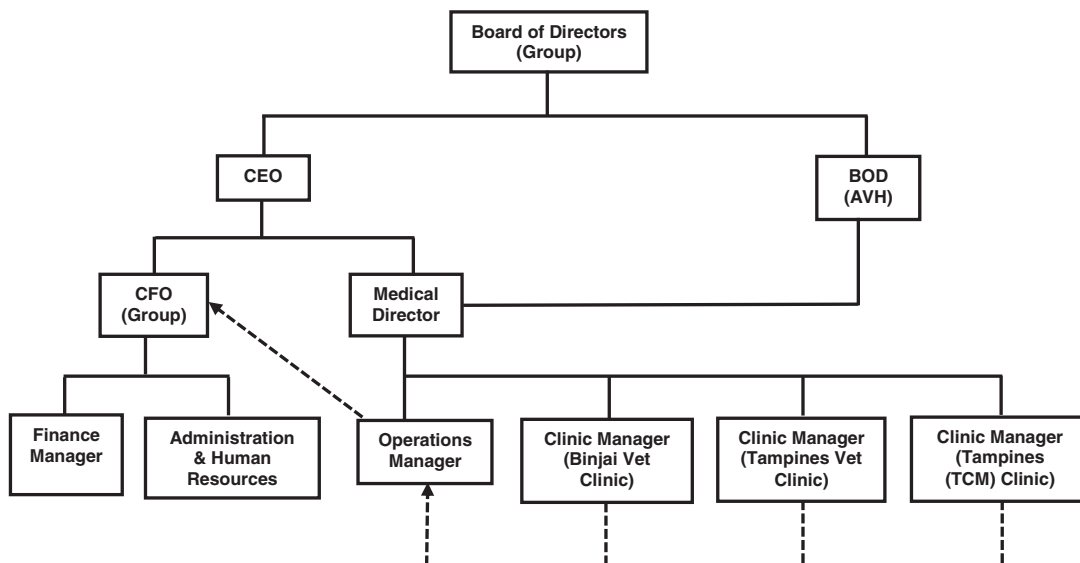 Board of Directors
(Group)
CEO
BOD
(AVH)
CFO
(Group)
Medical
Director
Finance
Manager
Administration
& Human
Resources
Operations
Manager
Clinic Manager
(Binjai Vet
Clinic)
Clinic Manager
(Tampines Vet
Clinic)
Clinic Manager
(Tampines
(TCM) Clinic)